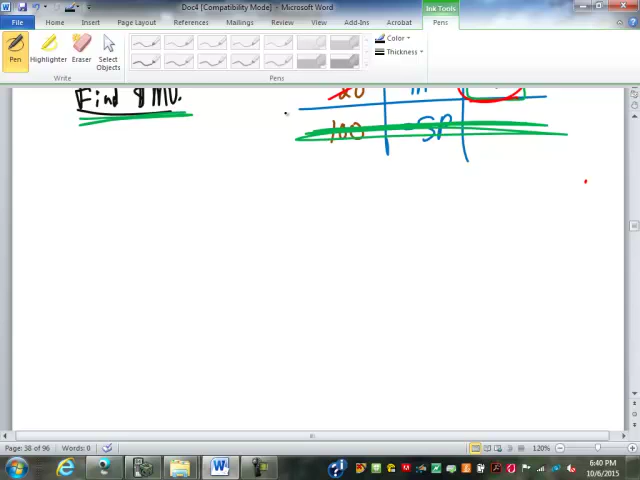 Doc4 [Compatibility Mode] - Microsoft Word
Ink Tools
File Home Insert Page Layout References Mailings Review View Add-Ins Acrobat Pens
Pen Highlighter Eraser Select Objects
Color
Thickness
Write Pens
Find $ MU.
20
100 SP
Page: 38 of 96 Words: 0 120%
6:40 PM
10/6/2015